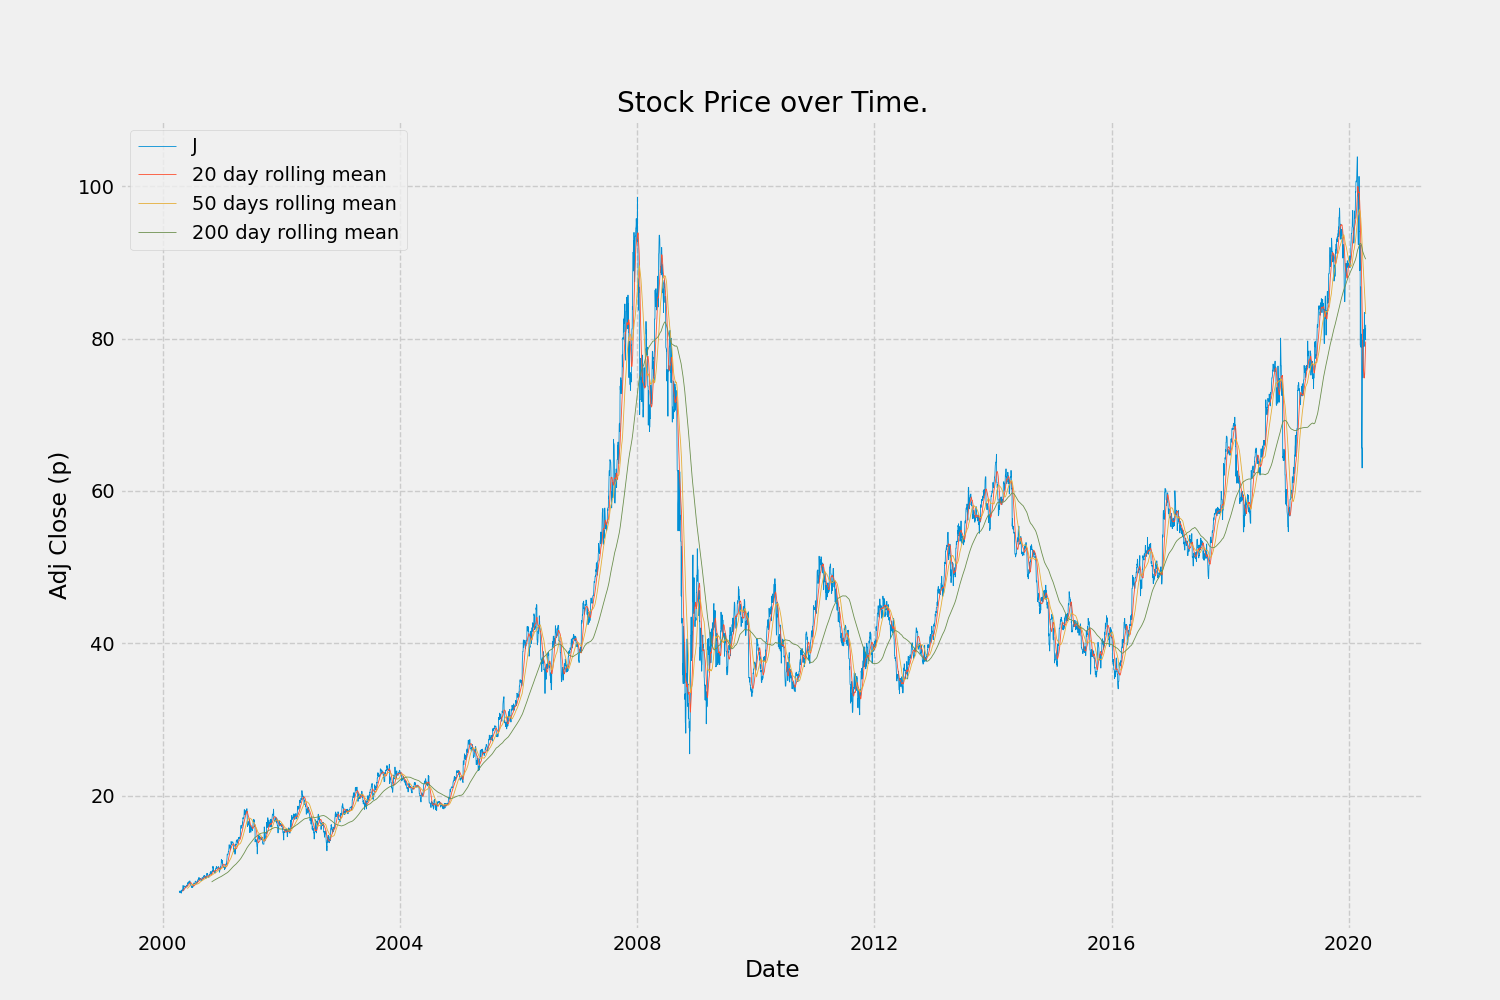 Stock Price over Time.
J
20 day rolling mean
50 days rolling mean
200 day rolling mean
100
80
60
40
20
Adj Close (p)
2000 2004 2008 2012 2016 2020
Date